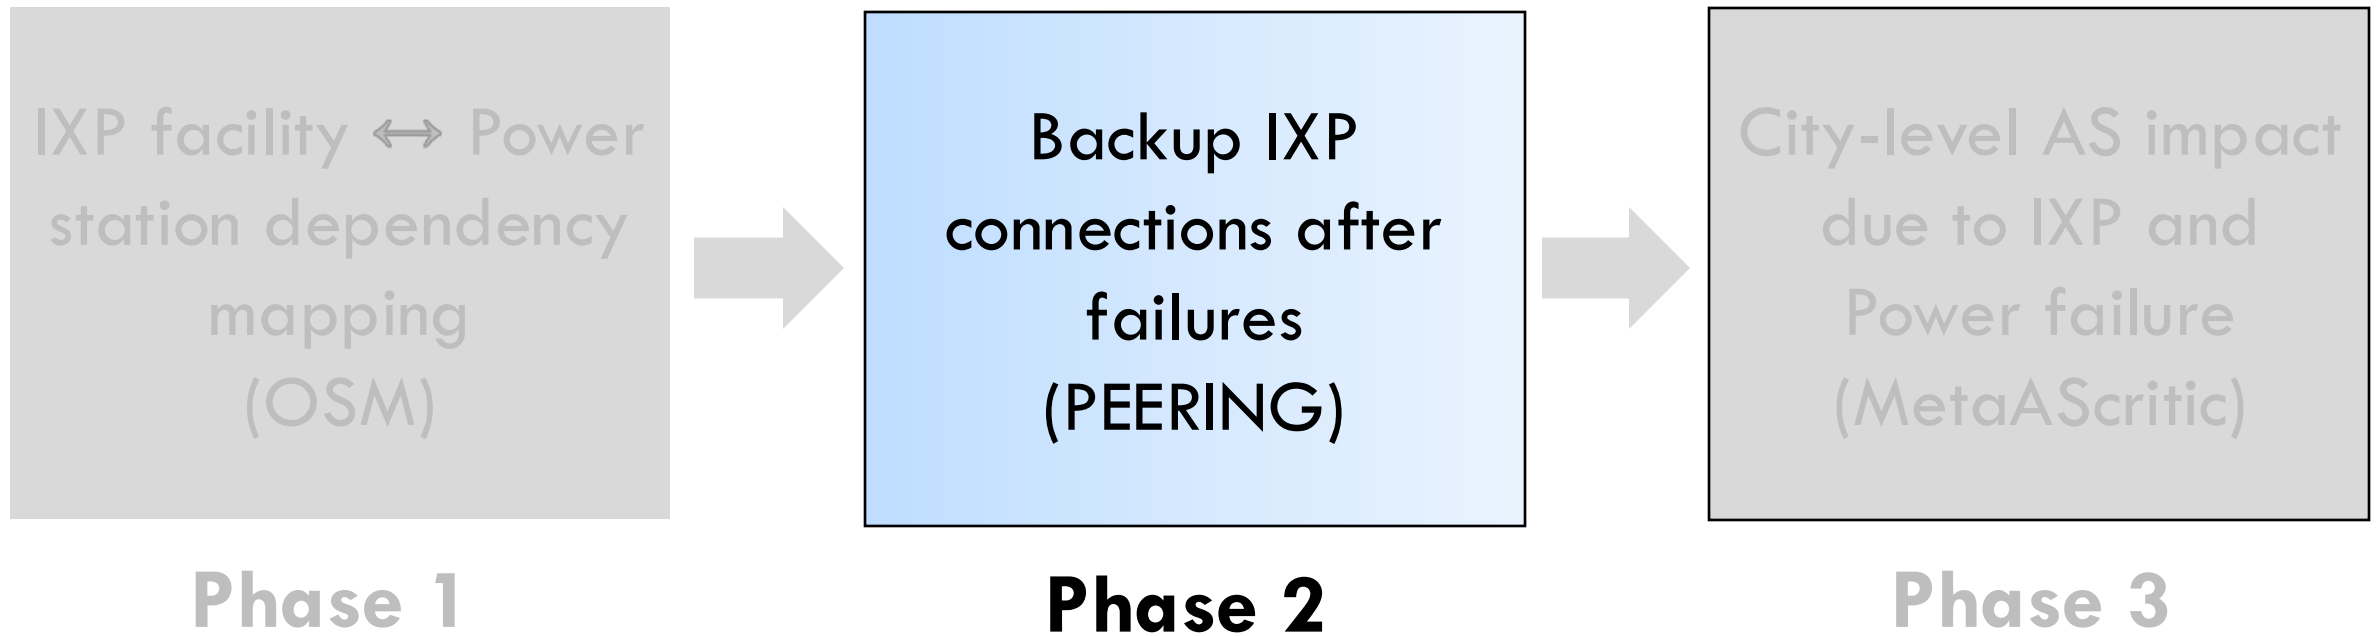 IXP facility ⟺ Power
station dependency
mapping
(OSM)
Phase 1
Backup IXP
connections after
failures
(PEERING)
Phase 2
City-level AS impact
due to IXP and
Power failure
(MetaAScritic)
Phase 3